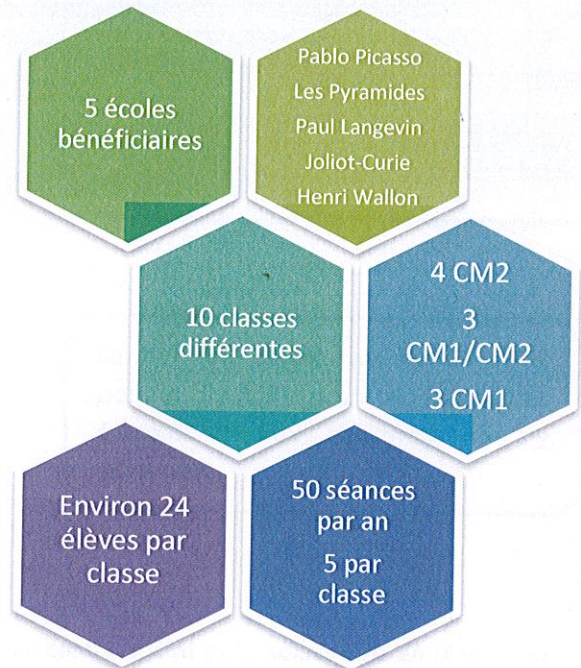 5 écoles
bénéficiaires
Pablo Picasso
Les Pyramides
Paul Langevin
Joliot-Curie
Henri Wallon
10 classes
différentes
4 CM2
3
CM1/CM2
3 CM1
Environ 24
élèves par
classe
50 séances
par an
5 par
classe